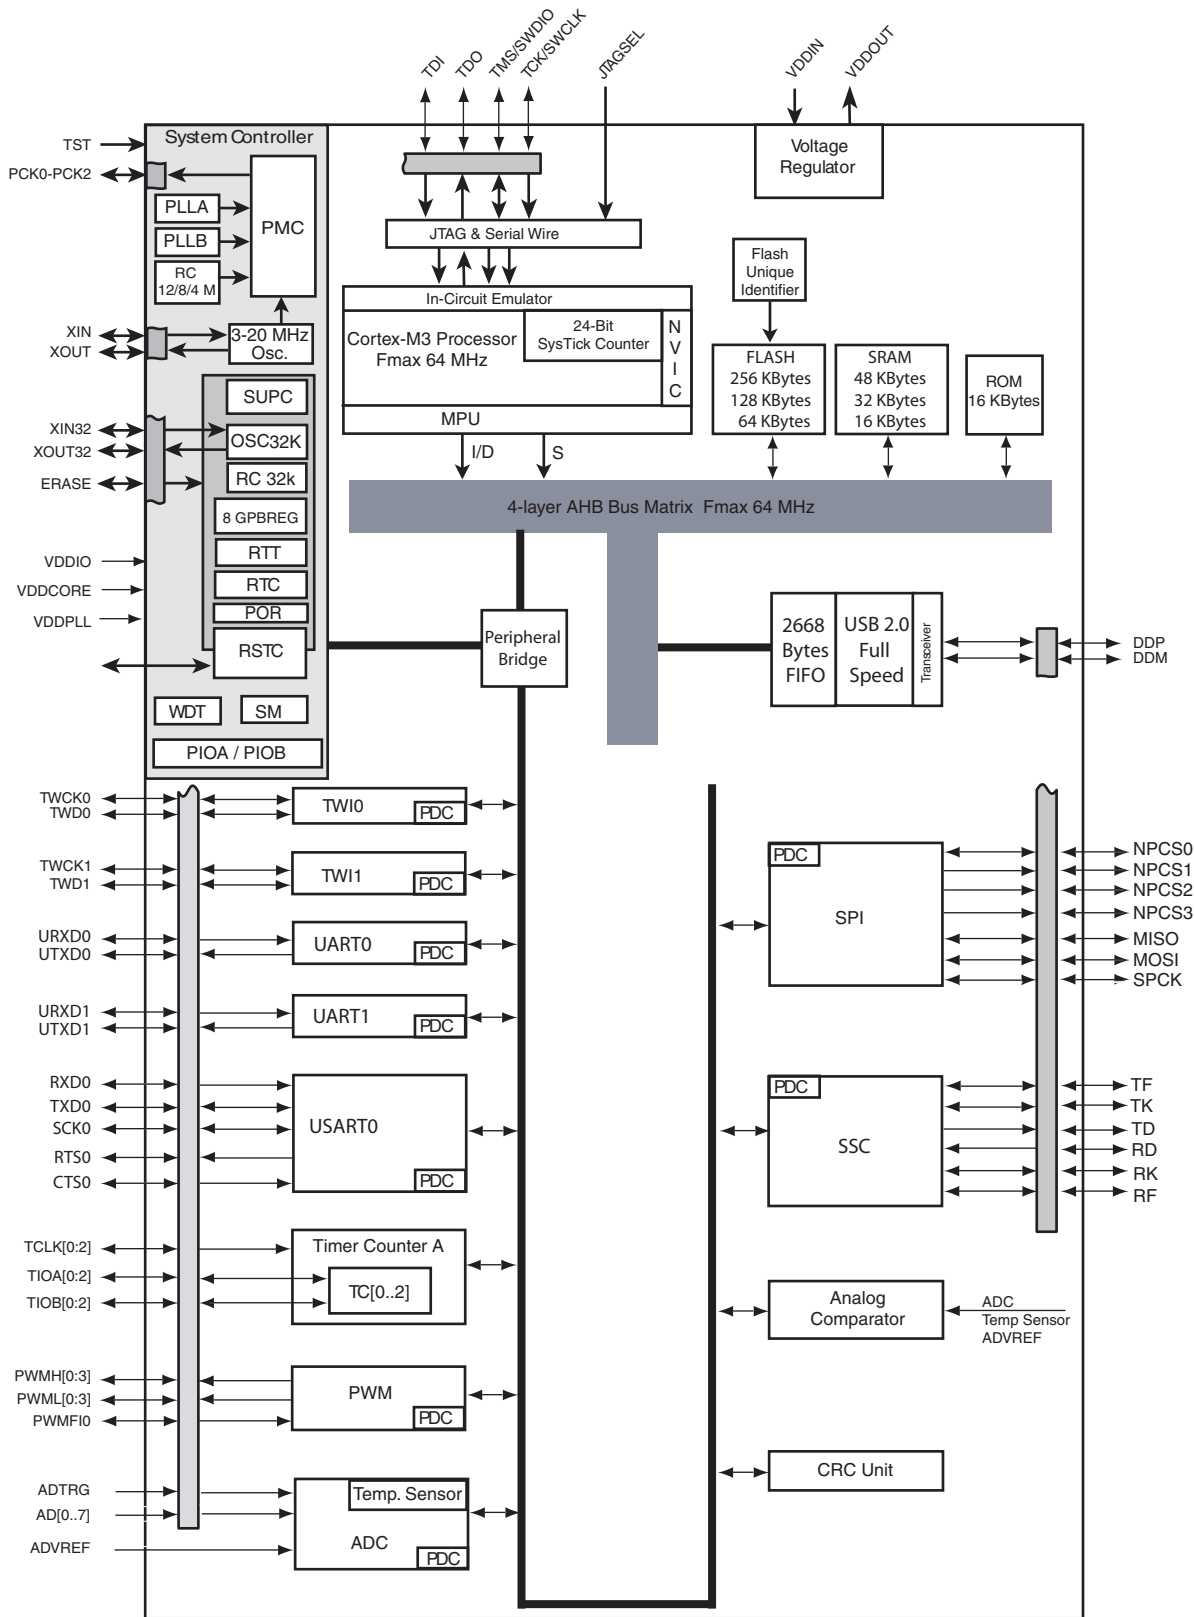 TDI
TDO
TMS/SWDIO
TCK/SWCLK
JTAGSEL
VDDIN
VDDOUT
System Controller
TST
PCK0-PCK2
PLLA
PLLB
RC
12/8/4 M
PMC
XIN
XOUT
3-20 MHz
Osc.
SUPC
XIN32
XOUT32
OSC32K
ERASE
RC 32k
8 GPBREG
RTT
VDDIO
RTC
VDDCORE
POR
VDDPLL
RSTC
WDT
SM
PIOA / PIOB
Voltage
Regulator
JTAG & Serial Wire
In-Circuit Emulator
Cortex-M3 Processor
Fmax 64 MHz
24-Bit
SysTick Counter
N
V
I
C
MPU
I/D
S
Flash
Unique
Identifier
FLASH
256 KBytes
128 KBytes
64 KBytes
SRAM
48 KBytes
32 KBytes
16 KBytes
ROM
16 KBytes
4-layer AHB Bus Matrix Fmax 64 MHz
Peripheral
Bridge
2668
Bytes
FIFO
USB 2.0
Full
Speed
Transceiver
DDP
DDM
TWCK0
TWD0
TWI0
PDC
TWCK1
TWD1
TWI1
PDC
URXD0
UTXD0
UART0
PDC
URXD1
UTXD1
UART1
PDC
RXD0
TXD0
SCK0
RTS0
CTS0
USART0
PDC
TCLK[0:2]
TIOA[0:2]
TIOB[0:2]
Timer Counter A
TC[0..2]
PWMH[0:3]
PWML[0:3]
PWMFI0
PWM
PDC
ADTRG
AD[0..7]
ADVREF
Temp. Sensor
ADC
PDC
PDC
SPI
NPCS0
NPCS1
NPCS2
NPCS3
MISO
MOSI
SPCK
PDC
SSC
TF
TK
TD
RD
RK
RF
Analog
Comparator
ADC
Temp Sensor
ADVREF
CRC Unit